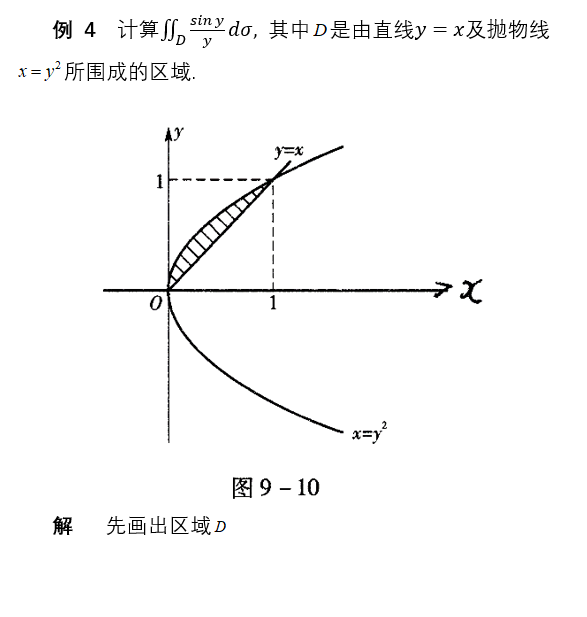 例 4 计算∬_D sin y/y dσ, 其中 D 是由直线y = x及抛物线
x = y² 所围成的区域.
y
y=x
1
O
1
x
x=y²
图 9 – 10
解 先画出区域 D